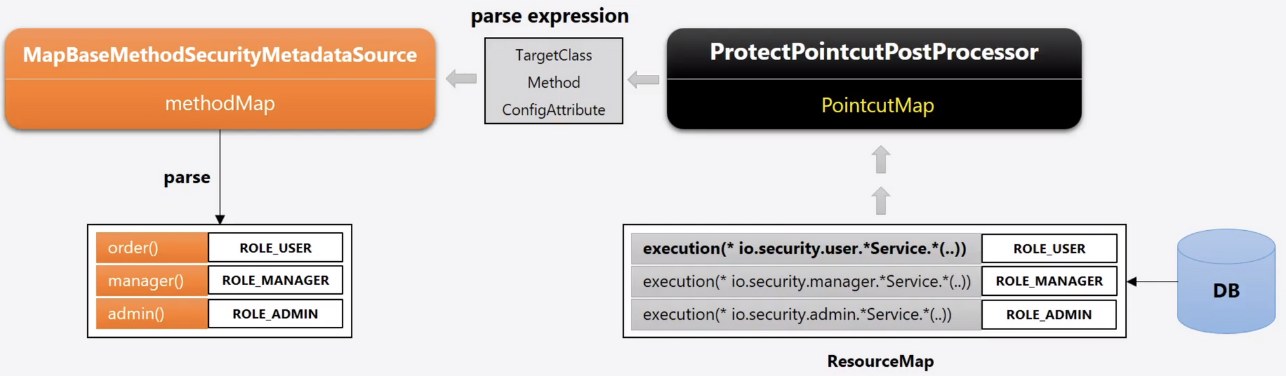 parse expression
MapBaseMethodSecurityMetadataSource
methodMap
TargetClass
Method
ConfigAttribute
ProtectPointcutPostProcessor
PointcutMap
parse
order() ROLE_USER
manager() ROLE_MANAGER
admin() ROLE_ADMIN
execution(* io.security.user.*Service.*(..)) ROLE_USER
execution(* io.security.manager.*Service.*(..)) ROLE_MANAGER
execution(* io.security.admin.*Service.*(..)) ROLE_ADMIN
DB
ResourceMap